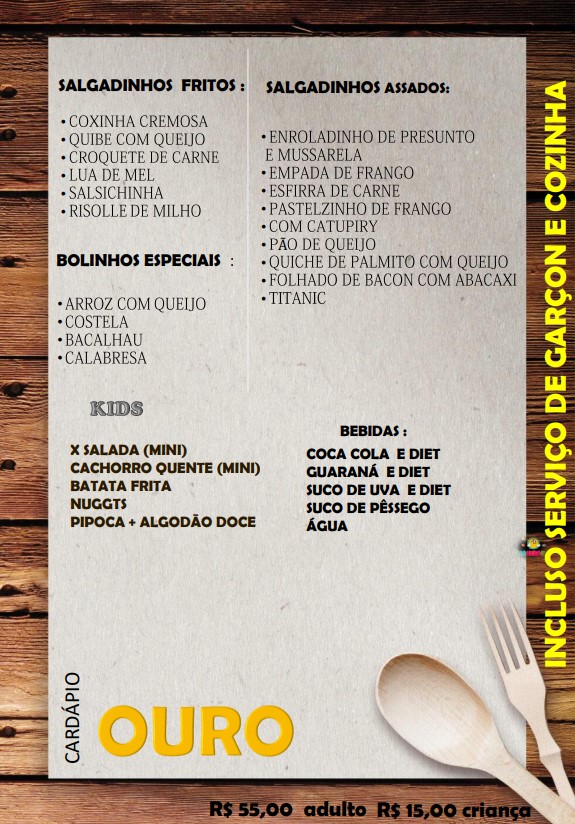 SALGADINHOS FRITOS :
• COXINHA CREMOSA
• QUIBE COM QUEIJO
• CROQUETE DE CARNE
• LUA DE MEL
• SALSICHINHA
• RISOLLE DE MILHO
BOLINHOS ESPECIAIS :
• ARROZ COM QUEIJO
• COSTELA
• BACALHAU
• CALABRESA
SALGADINHOS ASSADOS:
• ENROLADINHO DE PRESUNTO
E MUSSARELA
• EMPADA DE FRANGO
• ESFIRRA DE CARNE
• PASTELZINHO DE FRANGO
• COM CATUPIRY
• PÃO DE QUEIJO
• QUICHE DE PALMITO COM QUEIJO
• FOLHADO DE BACON COM ABACAXI
• TITANIC
KIDS
X SALADA (MINI)
CACHORRO QUENTE (MINI)
BATATA FRITA
NUGGTS
PIPOCA + ALGODÃO DOCE
BEBIDAS :
COCA COLA E DIET
GUARANÁ E DIET
SUCO DE UVA E DIET
SUCO DE PÊSSEGO
ÁGUA
INCLUSO SERVIÇO DE GARÇON E COZINHA
CARDÁPIO
OURO
R$ 55,00 adulto R$ 15,00 criança